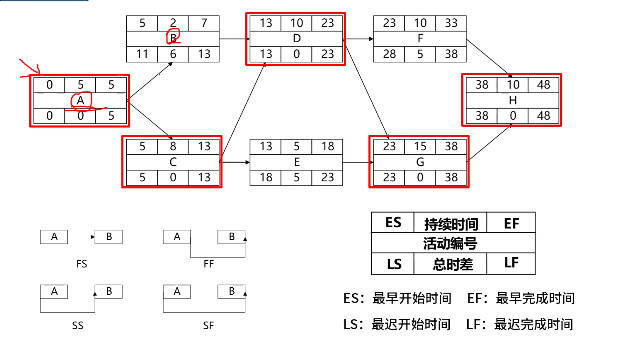 5 2 7
B
11 6 13
13 10 23
D
13 0 23
23 10 33
F
28 5 38
0 5 5
A
0 0 5
38 10 48
H
38 0 48
5 8 13
C
5 0 13
13 5 18
E
18 5 23
23 15 38
G
23 0 38
A B
FS
A B
FF
A B
SS
A B
SF
ES 持续时间 EF
活动编号
LS 总时差 LF
ES：最早开始时间 EF：最早完成时间
LS：最迟开始时间 LF：最迟完成时间